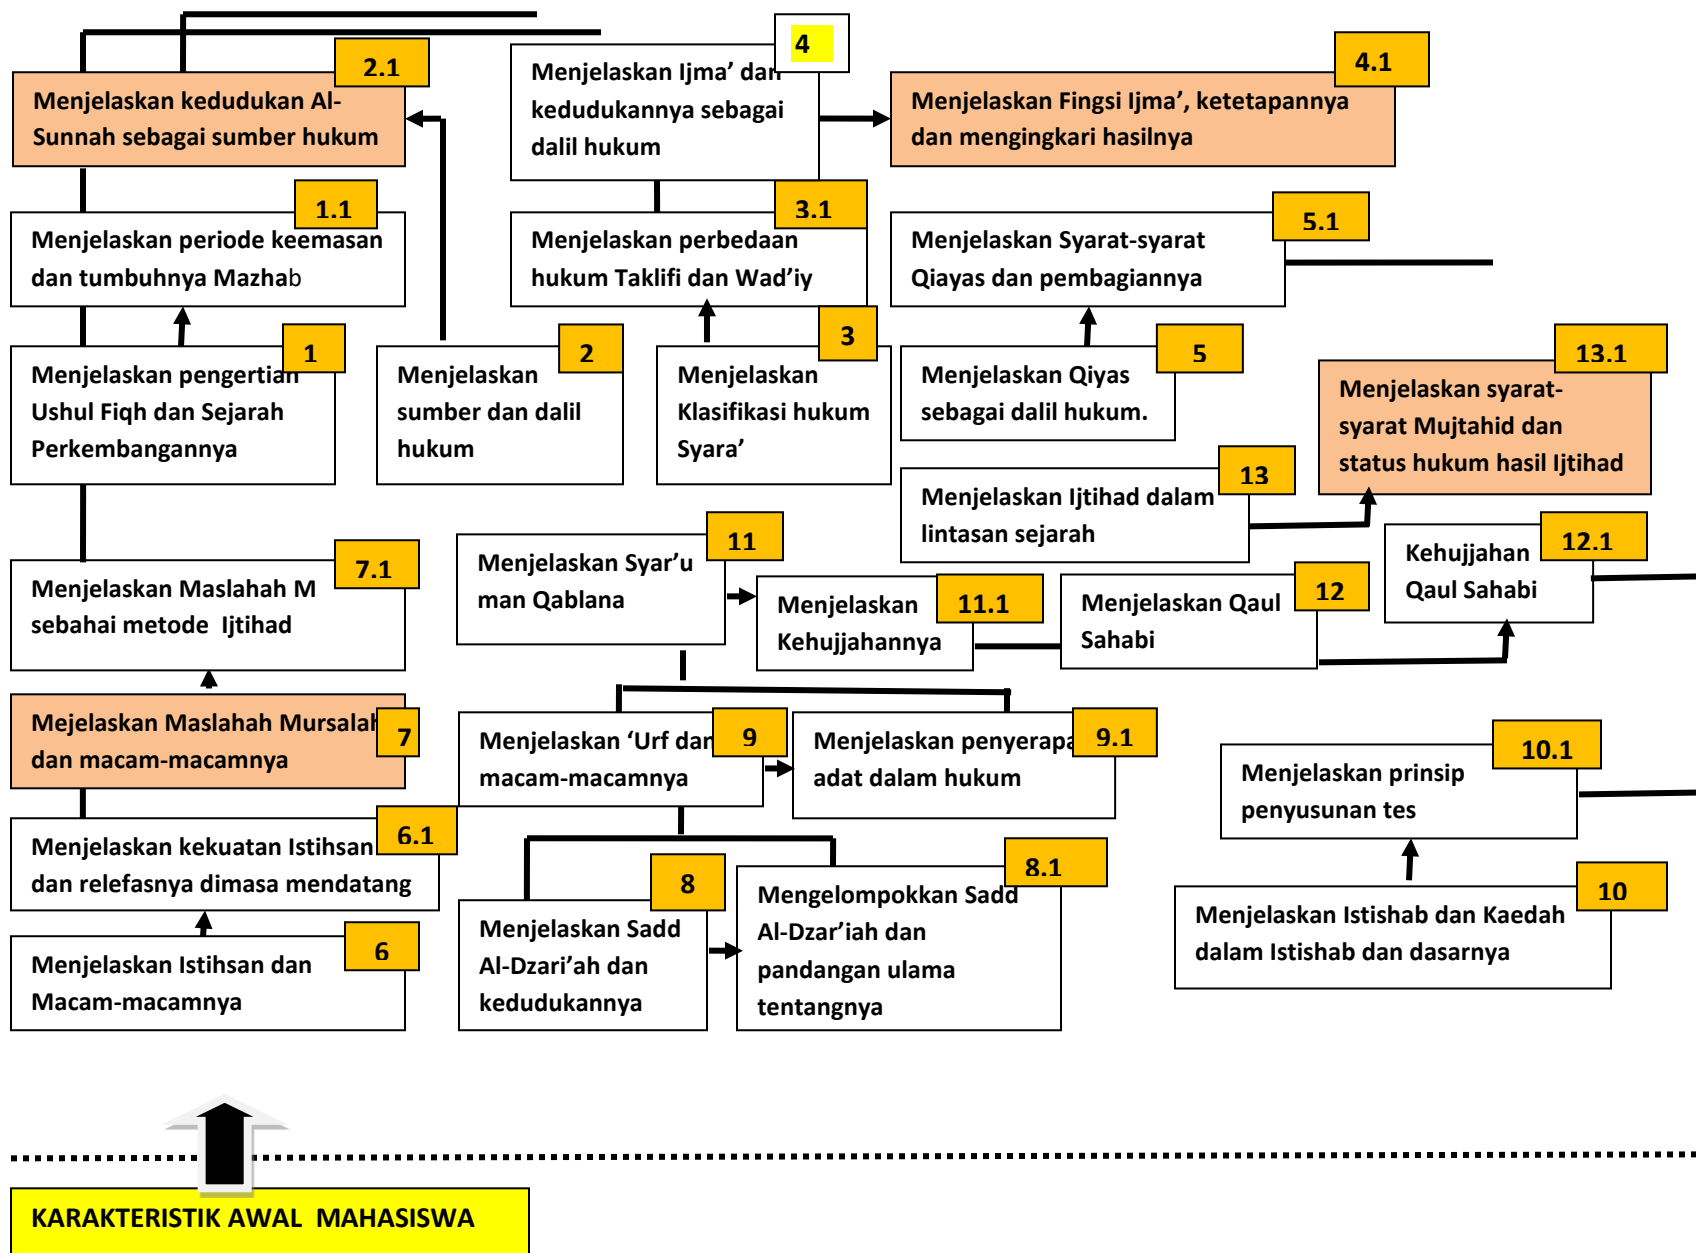 4
2.1
4.1
Menjelaskan kedudukan Al-
Sunnah sebagai sumber hukum
Menjelaskan Ijma’ dan
kedudukannya sebagai
dalil hukum
Menjelaskan Fingsi Ijma’, ketetapannya
dan mengingkari hasilnya
1.1
Menjelaskan periode keemasan
dan tumbuhnya Mazhab
3.1
Menjelaskan perbedaan
hukum Taklifi dan Wad’iy
5.1
Menjelaskan Syarat-syarat
Qiayas dan pembagiannya
1
Menjelaskan pengertian
Ushul Fiqh dan Sejarah
Perkembangannya
2
Menjelaskan
sumber dan dalil
hukum
3
Menjelaskan
Klasifikasi hukum
Syara’
5
Menjelaskan Qiyas
sebagai dalil hukum.
13.1
Menjelaskan syarat-
syarat Mujtahid dan
status hukum hasil Ijtihad
13
Menjelaskan Ijtihad dalam
lintasan sejarah
7.1
Menjelaskan Maslahah M
sebahai metode Ijtihad
11
Menjelaskan Syar’u
man Qablana
11.1
Menjelaskan
Kehujjahannya
12
Menjelaskan Qaul
Sahabi
12.1
Kehujjahan
Qaul Sahabi
7
Mejelaskan Maslahah Mursalah
dan macam-macamnya
9
Menjelaskan ‘Urf dan
macam-macamnya
9.1
Menjelaskan penyerapa
adat dalam hukum
10.1
Menjelaskan prinsip
penyusunan tes
6.1
Menjelaskan kekuatan Istihsan
dan relefasnya dimasa mendatang
8
Menjelaskan Sadd
Al-Dzari’ah dan
kedudukannya
8.1
Mengelompokkan Sadd
Al-Dzar’iah dan
pandangan ulama
tentangnya
10
Menjelaskan Istishab dan Kaedah
dalam Istishab dan dasarnya
6
Menjelaskan Istihsan dan
Macam-macamnya
KARAKTERISTIK AWAL MAHASISWA